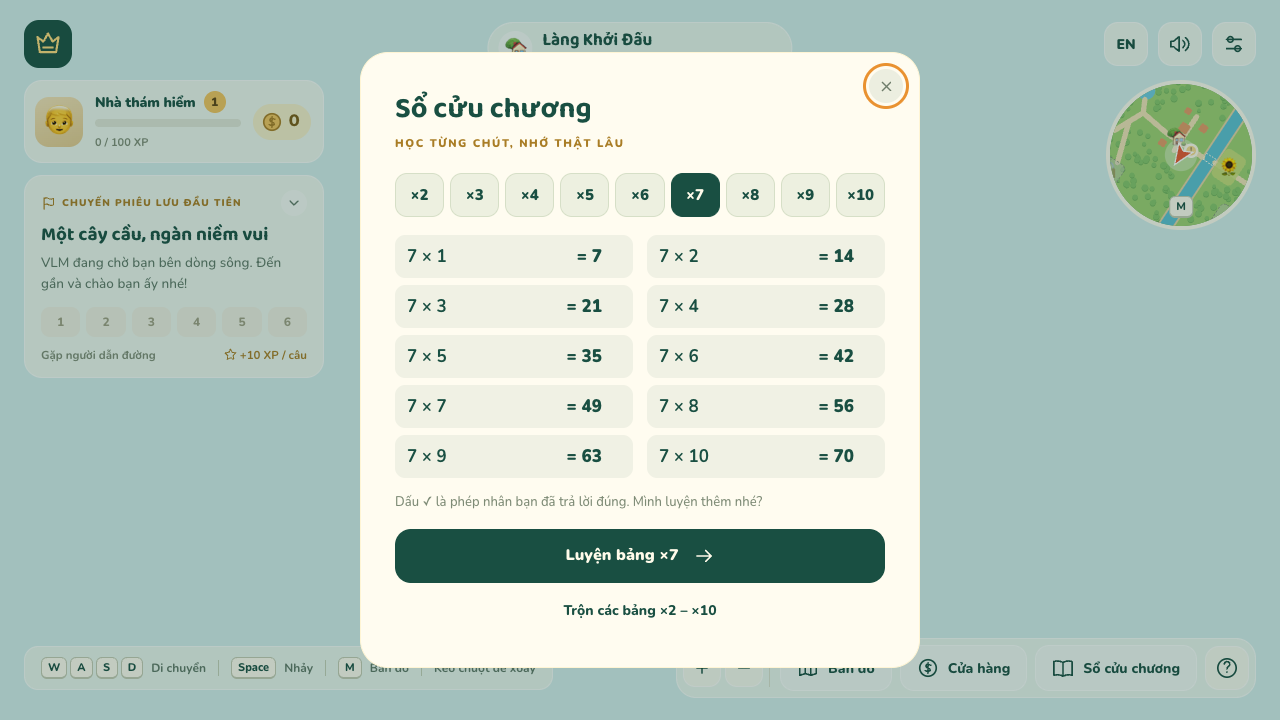 Làng Khởi Đầu
EN
Nhà thám hiểm 1
0 / 100 XP
0
CHUYẾN PHIÊU LƯU ĐẦU TIÊN
Một cây cầu, ngàn niềm vui
VLM đang chờ bạn bên dòng sông. Đến
gần và chào bạn ấy nhé!
1 2 3 4 5 6
Gặp người dẫn đường
+10 XP / câu
M
Sổ cửu chương
HỌC TỪNG CHÚT, NHỚ THẬT LÂU
×2 ×3 ×4 ×5 ×6 ×7 ×8 ×9 ×10
7 × 1 = 7
7 × 2 = 14
7 × 3 = 21
7 × 4 = 28
7 × 5 = 35
7 × 6 = 42
7 × 7 = 49
7 × 8 = 56
7 × 9 = 63
7 × 10 = 70
Dấu ✓ là phép nhân bạn đã trả lời đúng. Mình luyện thêm nhé?
Luyện bảng ×7 →
Trộn các bảng ×2 – ×10
W A S D Di chuyển
Space Nhảy
M Bản đồ
Kéo chuột để xoay
Bản đồ
Cửa hàng
Sổ cửu chương